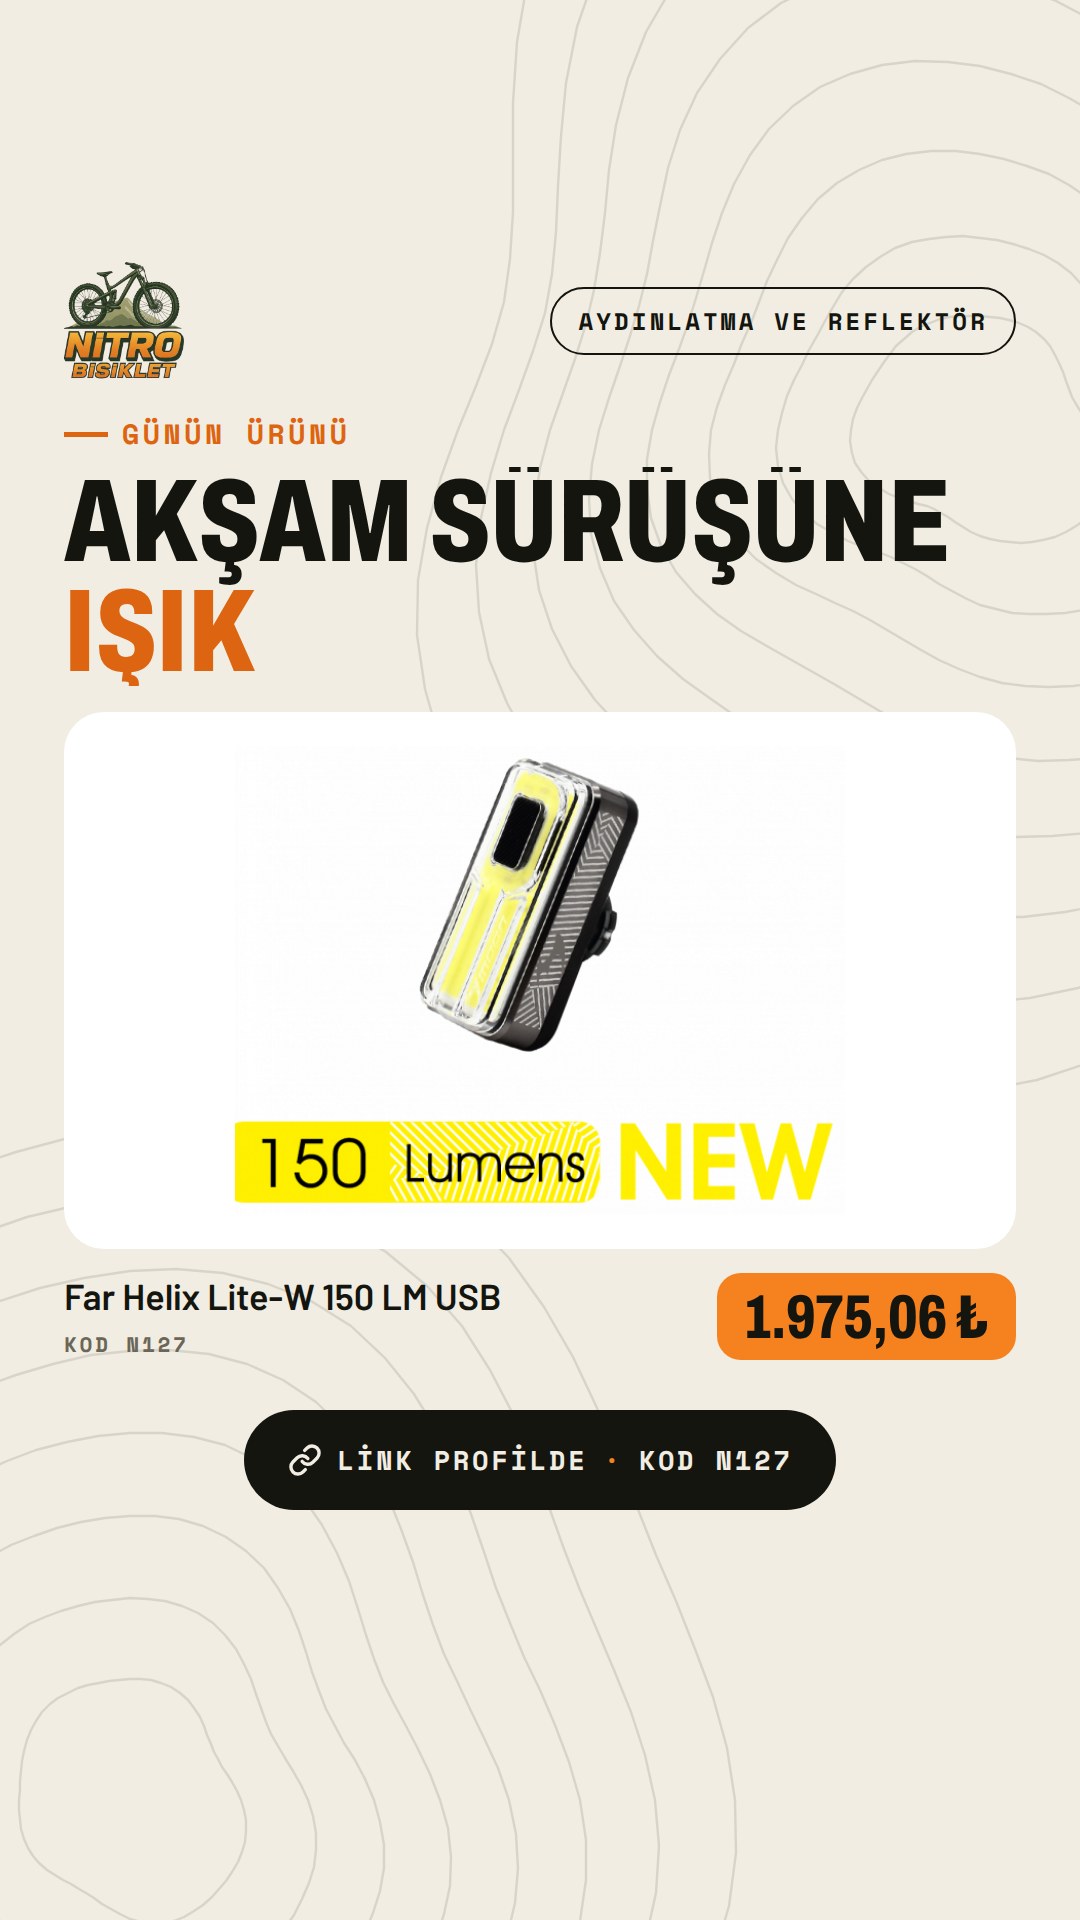 NiTRO
BiSiKLET
AYDINLATMA VE REFLEKTÖR
GÜNÜN ÜRÜNÜ
AKŞAM SÜRÜŞÜNE
IŞIK
150 Lumens NEW
Far Helix Lite-W 150 LM USB
1.975,06 ₺
KOD N127
LİNK PROFİLDE · KOD N127